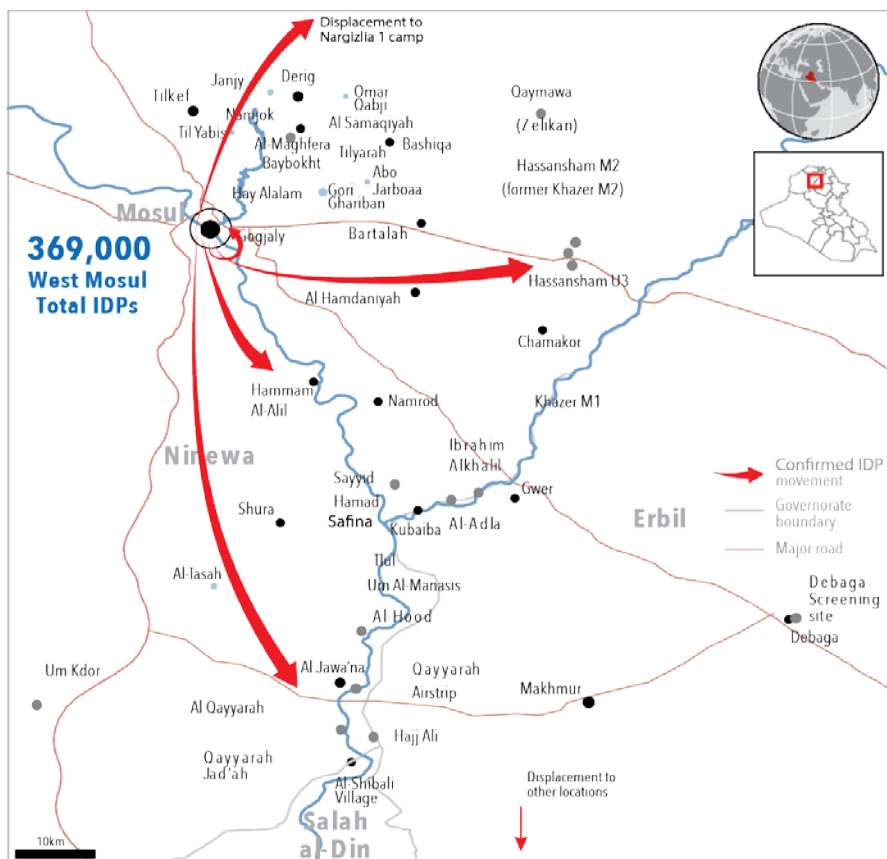 Displacement to
Nargizlia 1 camp
Janjy
Derig
Tilkef
Namjok
Omar
Qabji
Qaymawa
(Zelikan)
Til Yabis
Al Samaqiyah
Al-Maghfera
Baybokht
Tilyarah
Bashiqa
Abo
Jarboaa
Hassansham M2
(former Khazer M2)
Hay Alalam
Gori
Ghariban
Mosul
Gogjaly
Bartalah
369,000
West Mosul
Total IDPs
Hassansham U3
Al Hamdaniyah
Chamakor
Hammam
Al-Alil
Namrod
Khazer M1
Ibrahim
Alkhalil
Ninewa
Sayyid
Hamad
Safina
Gwer
Shura
Kubaiba
Al-Adla
Erbil
Confirmed IDP
movement
Governorate
boundary
Major road
Tlul
Um Al-Manasis
Al-Iasah
Al Hood
Debaga
Screening
site
Debaga
Um Kdor
Al Jawa'na
Qayyarah
Airstrip
Makhmur
Al Qayyarah
Hajj Ali
Qayyarah
Jad'ah
Al-Shibali
Village
Displacement to
other locations
Salah
al-Din
10km